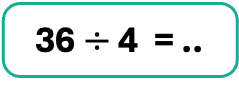 36 ÷ 4 = ..